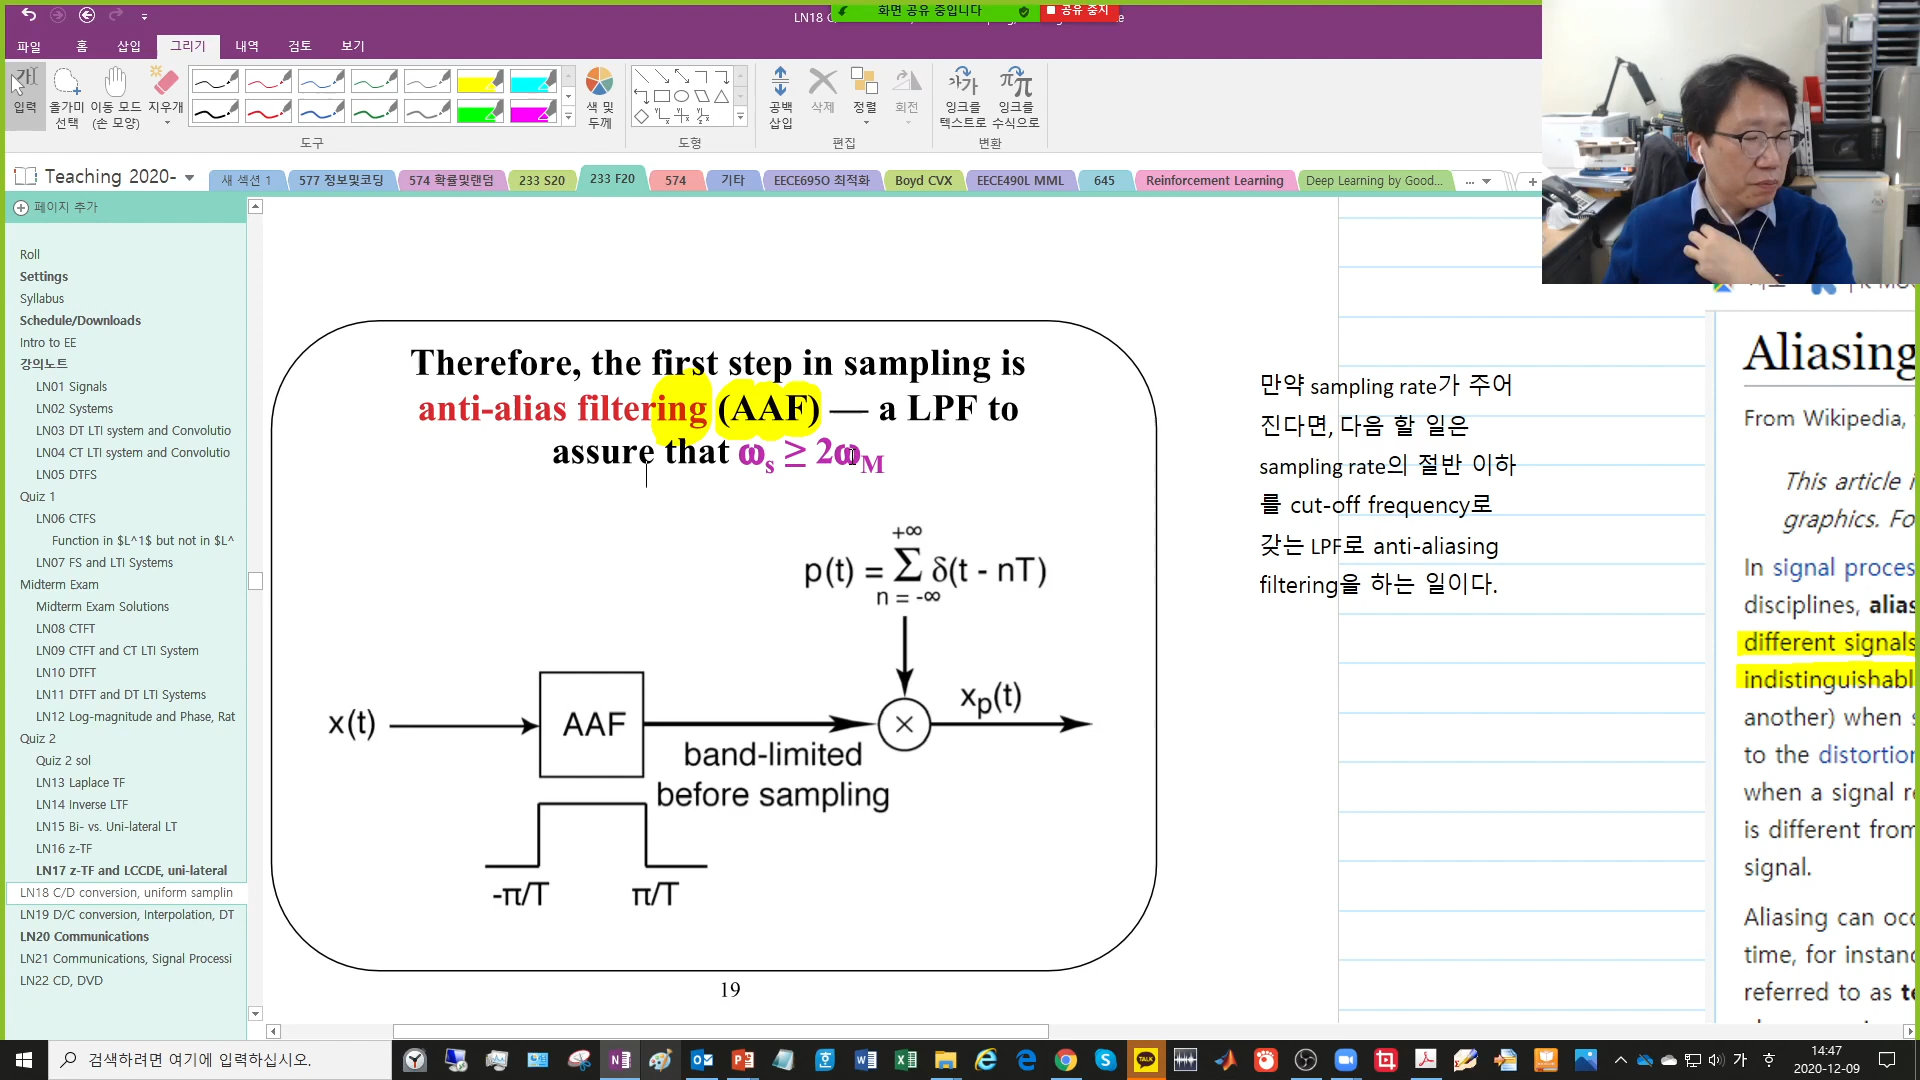 LN18 C
화면 공유 중입니다
공유 중지
파일 홈 삽입 그리기 내역 검토 보기
입력
올가미 선택
이동 모드 (손 모양)
지우개
색 및 두께
공백 삽입
삭제
정렬
회전
잉크를 텍스트로
잉크를 수식으로
도구
도형
편집
변환
Teaching 2020-
새 섹션 1
577 정보및코딩
574 확률및랜덤
233 S20
233 F20
574
기타
EECE695O 최적화
Boyd CVX
EECE490L MML
645
Reinforcement Learning
Deep Learning by Good...
...
페이지 추가
Roll
Settings
Syllabus
Schedule/Downloads
Intro to EE
강의노트
LN01 Signals
LN02 Systems
LN03 DT LTI system and Convolutio
LN04 CT LTI system and Convolutio
LN05 DTFS
Quiz 1
LN06 CTFS
Function in $L^1$ but not in $L^
LN07 FS and LTI Systems
Midterm Exam
Midterm Exam Solutions
LN08 CTFT
LN09 CTFT and CT LTI System
LN10 DTFT
LN11 DTFT and DT LTI Systems
LN12 Log-magnitude and Phase, Rat
Quiz 2
Quiz 2 sol
LN13 Laplace TF
LN14 Inverse LTF
LN15 Bi- vs. Uni-lateral LT
LN16 z-TF
LN17 z-TF and LCCDE, uni-lateral
LN18 C/D conversion, uniform samplin
LN19 D/C conversion, Interpolation, DT
LN20 Communications
LN21 Communications, Signal Processi
LN22 CD, DVD
Therefore, the first step in sampling is
anti-alias filtering (AAF) — a LPF to
assure that ωs ≥ 2ωM
+∞
p(t) = Σ δ(t - nT)
n = -∞
x(t)
AAF
×
xp(t)
band-limited
before sampling
-π/T
π/T
19
만약 sampling rate가 주어
진다면, 다음 할 일은
sampling rate의 절반 이하
를 cut-off frequency로
갖는 LPF로 anti-aliasing
filtering을 하는 일이다.
Aliasing
From Wikipedia,
This article i
graphics. Fo
In signal proces
disciplines, alias
different signals
indistinguishabl
another) when s
to the distortion
when a signal re
is different from
signal.
Aliasing can occ
time, for instanc
referred to as te
검색하려면 여기에 입력하십시오.
TALK
가
14:47
2020-12-09